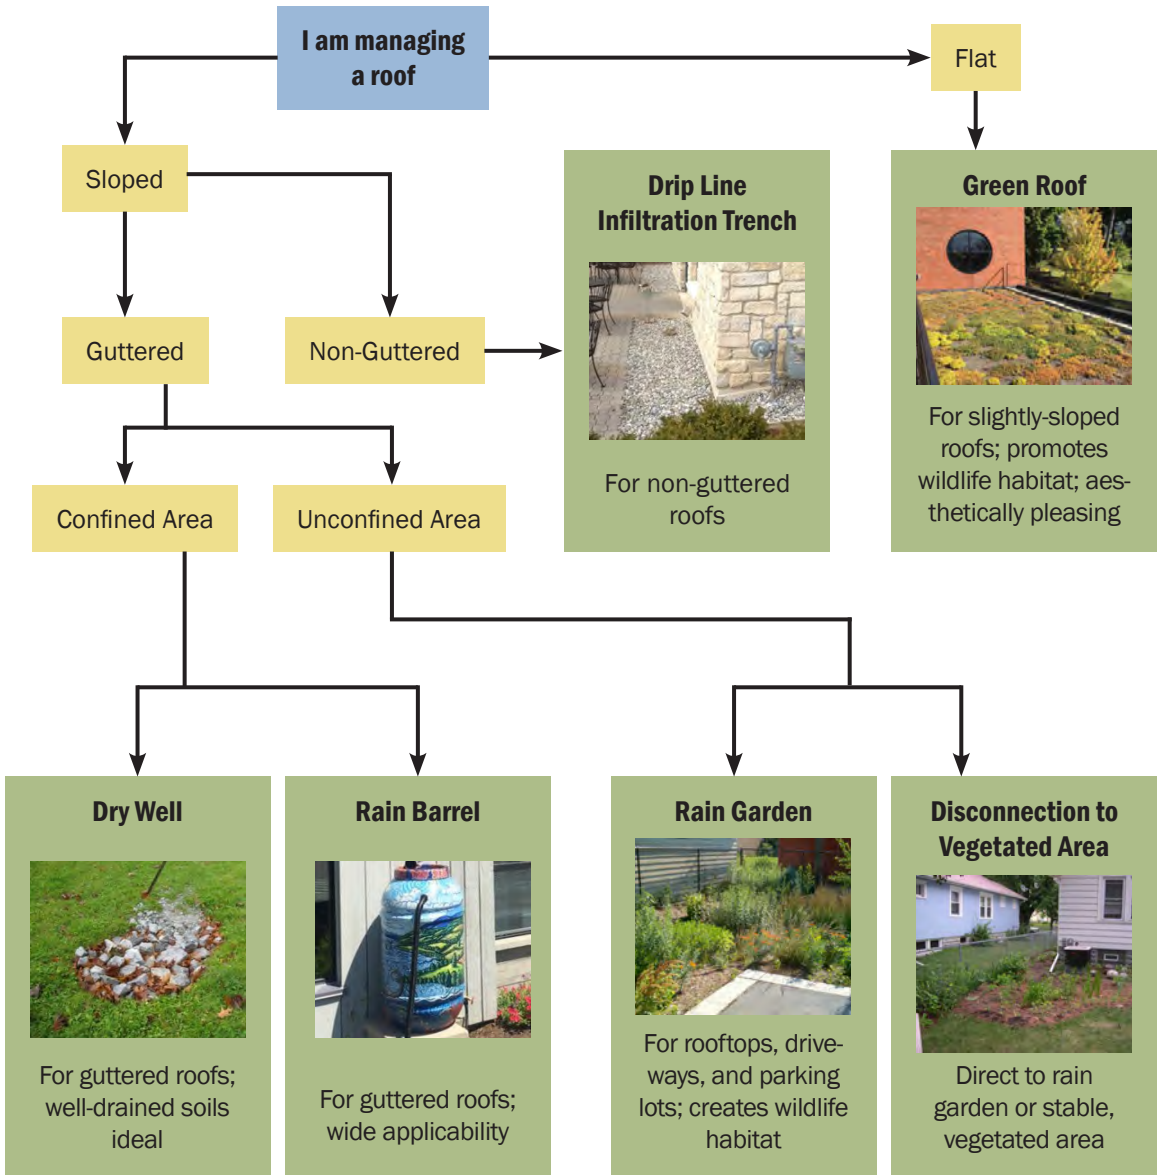 I am managing
a roof
Flat
Sloped
Guttered
Non-Guttered
Drip Line
Infiltration Trench
For non-guttered
roofs
Green Roof
For slightly-sloped
roofs; promotes
wildlife habitat; aes-
thetically pleasing
Confined Area
Unconfined Area
Dry Well
For guttered roofs;
well-drained soils
ideal
Rain Barrel
For guttered roofs;
wide applicability
Rain Garden
For rooftops, drive-
ways, and parking
lots; creates wildlife
habitat
Disconnection to
Vegetated Area
Direct to rain
garden or stable,
vegetated area